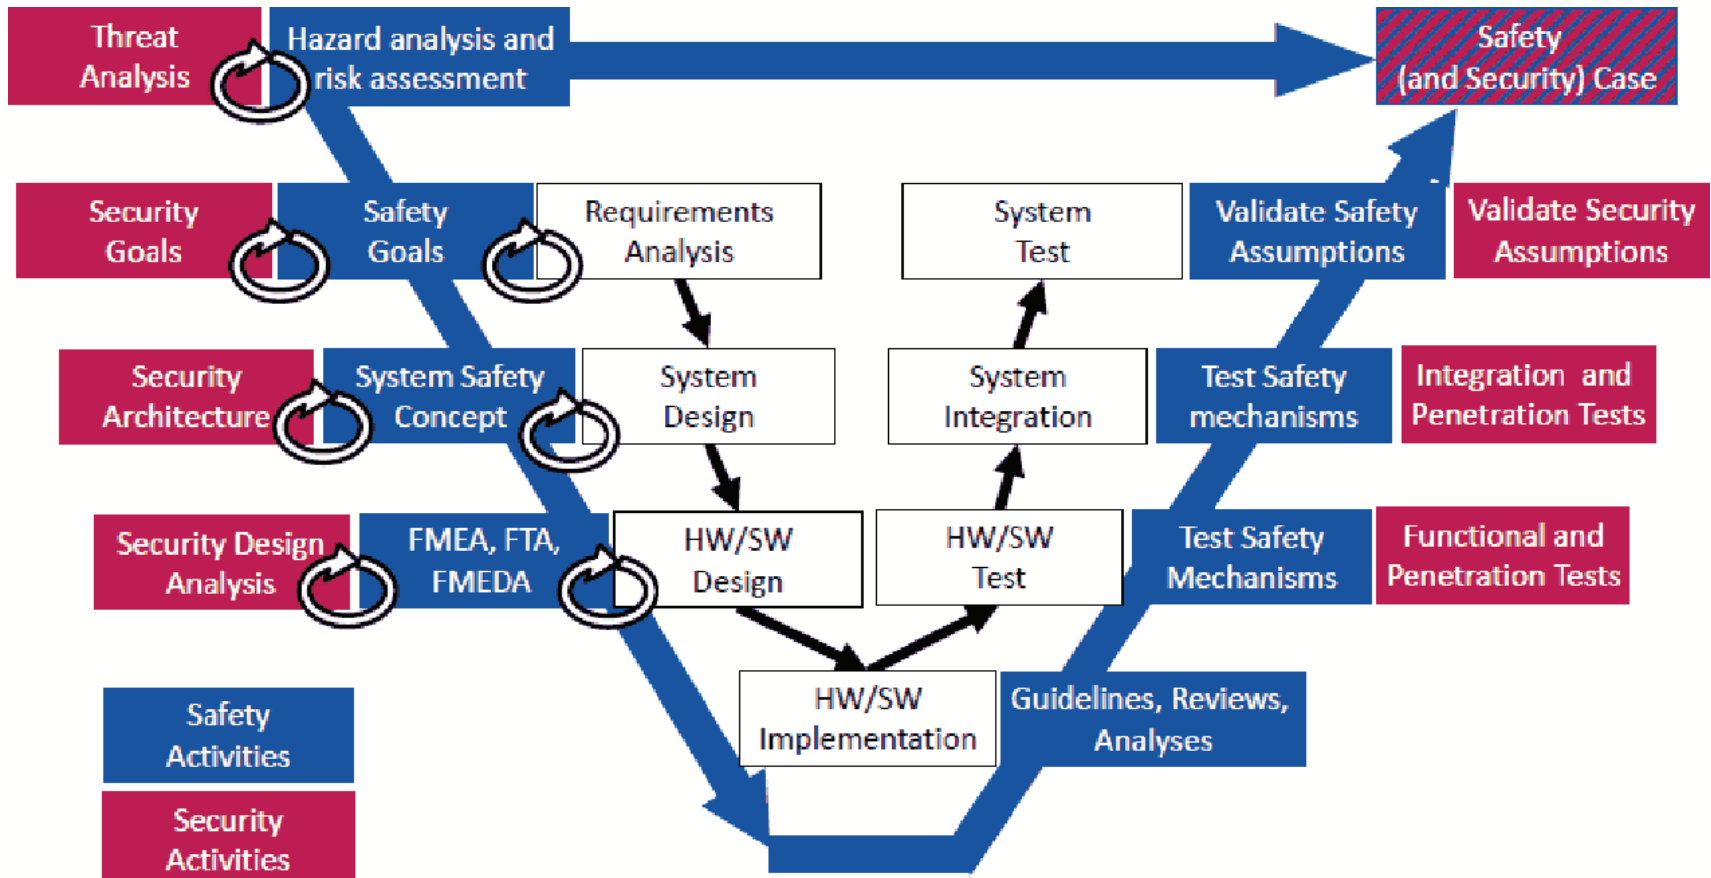 Threat
Analysis
Hazard analysis and
risk assessment
Safety
(and Security) Case
Security
Goals
Safety
Goals
Requirements
Analysis
System
Test
Validate Safety
Assumptions
Validate Security
Assumptions
Security
Architecture
System Safety
Concept
System
Design
System
Integration
Test Safety
mechanisms
Integration and
Penetration Tests
Security Design
Analysis
FMEA, FTA,
FMEDA
HW/SW
Design
HW/SW
Test
Test Safety
Mechanisms
Functional and
Penetration Tests
HW/SW
Implementation
Guidelines, Reviews,
Analyses
Safety
Activities
Security
Activities